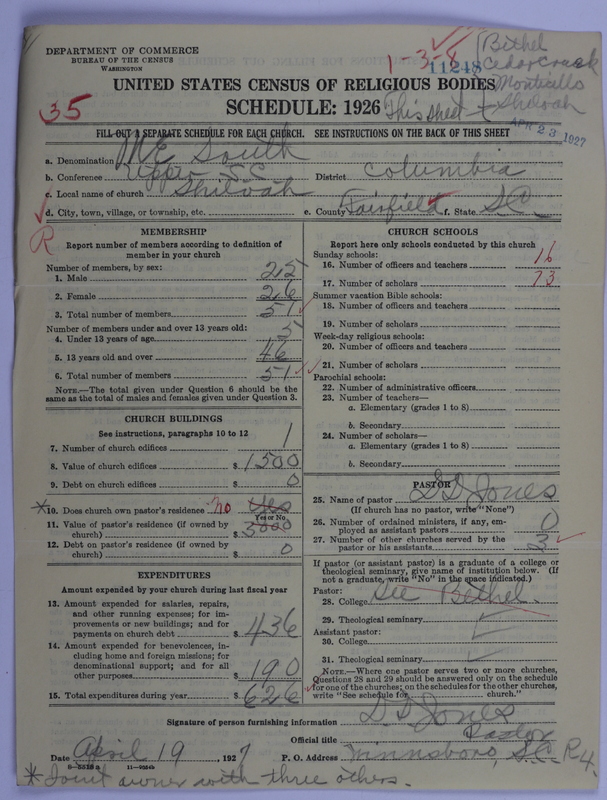 DEPARTMENT OF COMMERCE
BUREAU OF THE CENSUS
WASHINGTON
1-3-8
11248
Bethel
Cedar Creek
Monticello
Shiloah
This sheet
UNITED STATES CENSUS OF RELIGIOUS BODIES
SCHEDULE: 1926
APR 23 1927
35
FILL OUT A SEPARATE SCHEDULE FOR EACH CHURCH. SEE INSTRUCTIONS ON THE BACK OF THIS SHEET
a. Denomination ME South
b. Conference Upper S.C. District Columbia
c. Local name of church Shiloah
d. City, town, village, or township, etc. e. County Fairfield f. State S.C.
R
MEMBERSHIP
Report number of members according to definition of member in your church
Number of members, by sex:
1. Male 25
2. Female 26
3. Total number of members 51
Number of members under and over 13 years old:
4. Under 13 years of age 5
5. 13 years old and over 46
6. Total number of members 51
NOTE.—The total given under Question 6 should be the same as the total of males and females given under Question 3.
CHURCH BUILDINGS
See instructions, paragraphs 10 to 12
7. Number of church edifices 1
8. Value of church edifices $1500
9. Debt on church edifices $ 0
*10. Does church own pastor's residence no Yes
Yes or No
11. Value of pastor's residence (if owned by church) $ 3000
12. Debt on pastor's residence (if owned by church) $ 0
EXPENDITURES
Amount expended by your church during last fiscal year
13. Amount expended for salaries, repairs, and other running expenses; for improvements or new buildings; and for payments on church debt $ 436
14. Amount expended for benevolences, including home and foreign missions; for denominational support; and for all other purposes $ 190
15. Total expenditures during year $ 626
CHURCH SCHOOLS
Report here only schools conducted by this church
Sunday schools:
16. Number of officers and teachers 16
17. Number of scholars 73
Summer vacation Bible schools:
18. Number of officers and teachers
19. Number of scholars
Week-day religious schools:
20. Number of officers and teachers
21. Number of scholars
Parochial schools:
22. Number of administrative officers
23. Number of teachers—
a. Elementary (grades 1 to 8)
b. Secondary
24. Number of scholars—
a. Elementary (grades 1 to 8)
b. Secondary
PASTOR
25. Name of pastor D D Jones
(If church has no pastor, write "None")
26. Number of ordained ministers, if any, employed as assistant pastors 0
27. Number of other churches served by the pastor or his assistants 3
If pastor (or assistant pastor) is a graduate of a college or theological seminary, give name of institution below. (If not a graduate, write "No" in the space indicated.)
Pastor:
28. College See Bethel
29. Theological seminary
Assistant pastor:
30. College
31. Theological seminary
NOTE.—Where one pastor serves two or more churches, Questions 28 and 29 should be answered only on the schedule for one of the churches; on the schedules for the other churches, write "See schedule for church."
Signature of person furnishing information D D Jones
Official title Pastor
Date April 19, 1927 P. O. Address Winnsboro, S.C. R4.
8—5519a 11—9924b
* Joint owner with three others.